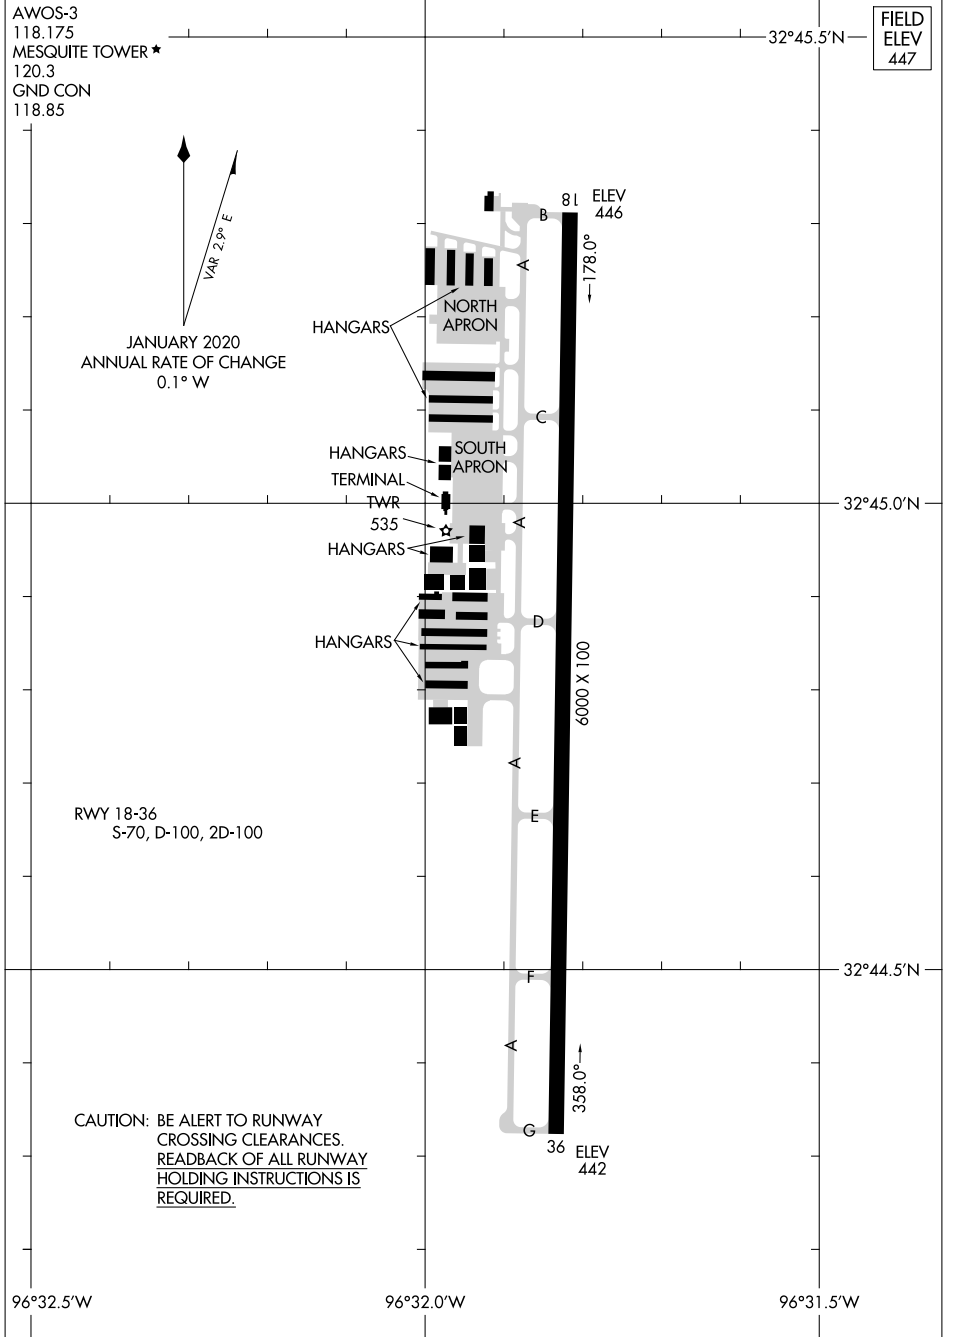 AWOS-3
118.175
MESQUITE TOWER★
120.3
GND CON
118.85
32°45.5'N
FIELD
ELEV
447
VAR 2.9° E
JANUARY 2020
ANNUAL RATE OF CHANGE
0.1° W
18
ELEV
446
B
A
178.0°
NORTH
APRON
HANGARS
C
HANGARS
SOUTH
APRON
TERMINAL
TWR
535
32°45.0'N
A
HANGARS
D
HANGARS
6000 X 100
A
RWY 18-36
S-70, D-100, 2D-100
E
32°44.5'N
F
A
358.0°
CAUTION: BE ALERT TO RUNWAY
CROSSING CLEARANCES.
READBACK OF ALL RUNWAY
HOLDING INSTRUCTIONS IS
REQUIRED.
G
36
ELEV
442
96°32.5'W
96°32.0'W
96°31.5'W